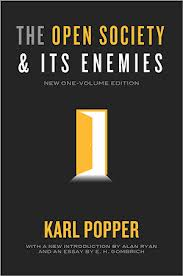 THE OPEN SOCIETY
& ITS ENEMIES
NEW ONE-VOLUME EDITION
KARL POPPER
WITH A NEW INTRODUCTION BY ALAN RYAN
AND AN ESSAY BY E. H. GOMBRICH